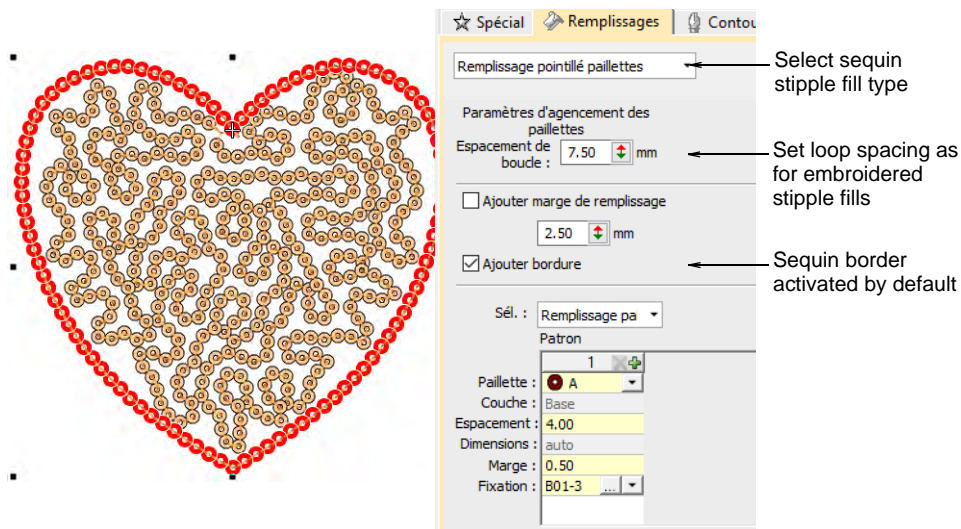 Spécial
Remplissages
Contou
Remplissage pointillé paillettes
Select sequin
stipple fill type
Paramètres d'agencement des
paillettes
Espacement de
boucle :
7.50
mm
Set loop spacing as
for embroidered
stipple fills
Ajouter marge de remplissage
2.50
mm
Ajouter bordure
Sequin border
activated by default
Sél. :
Remplissage pa
Patron
1
Paillette :
A
Couche :
Base
Espacement :
4.00
Dimensions :
auto
Marge :
0.50
Fixation :
B01-3
...